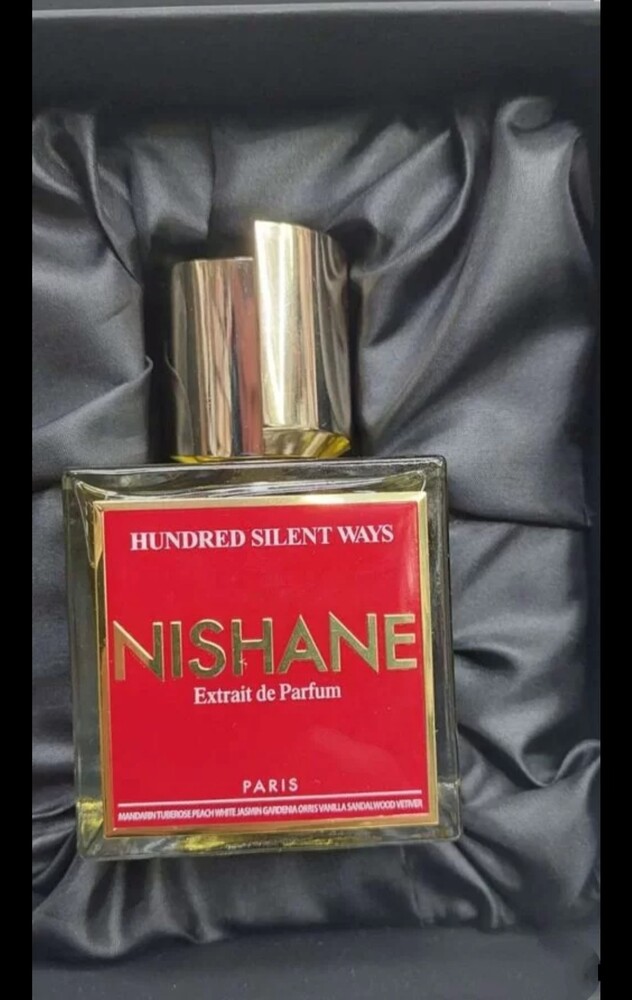 HUNDRED SILENT WAYS
NISHANE
Extrait de Parfum
PARIS
MANDARIN TUBEROSE PEACH WHITE JASMIN GARDENIA ORRIS VANILLA SANDALWOOD VETIVER